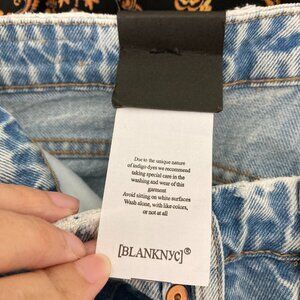 Due to the unique nature
of indigo dyes we recommend
taking special care in the
washing and wear of this
garment
Avoid sitting on white surfaces
Wash alone, with like colors,
or not at all
[BLANKNYC]®